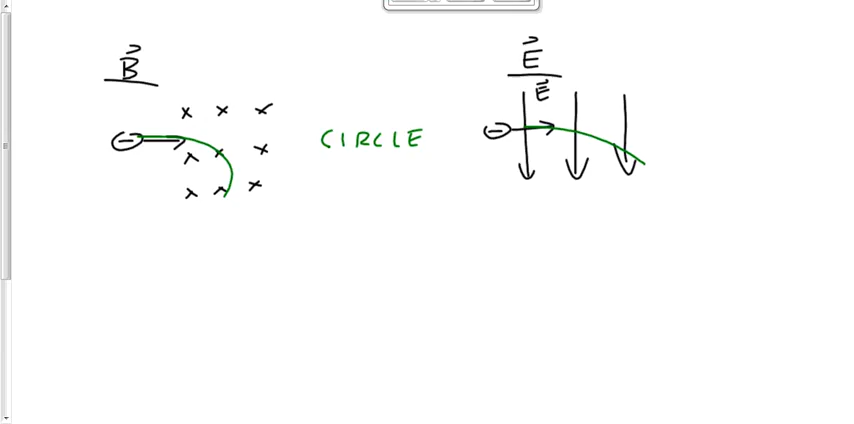 B⃗
× × ×
⊖ × × × CIRCLE
× × ×
E⃗
E⃗
⊖